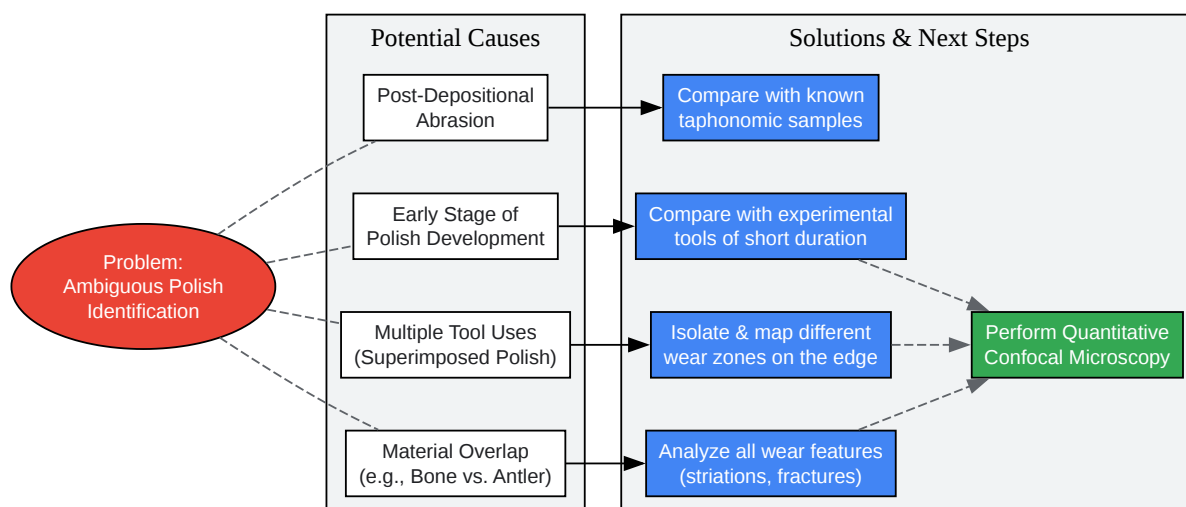 Potential Causes
Solutions & Next Steps
Post-Depositional
Abrasion
Compare with known
taphonomic samples
Early Stage of
Polish Development
Compare with experimental
tools of short duration
Problem:
Ambiguous Polish
Identification
Multiple Tool Uses
(Superimposed Polish)
Isolate & map different
wear zones on the edge
Perform Quantitative
Confocal Microscopy
Material Overlap
(e.g., Bone vs. Antler)
Analyze all wear features
(striations, fractures)